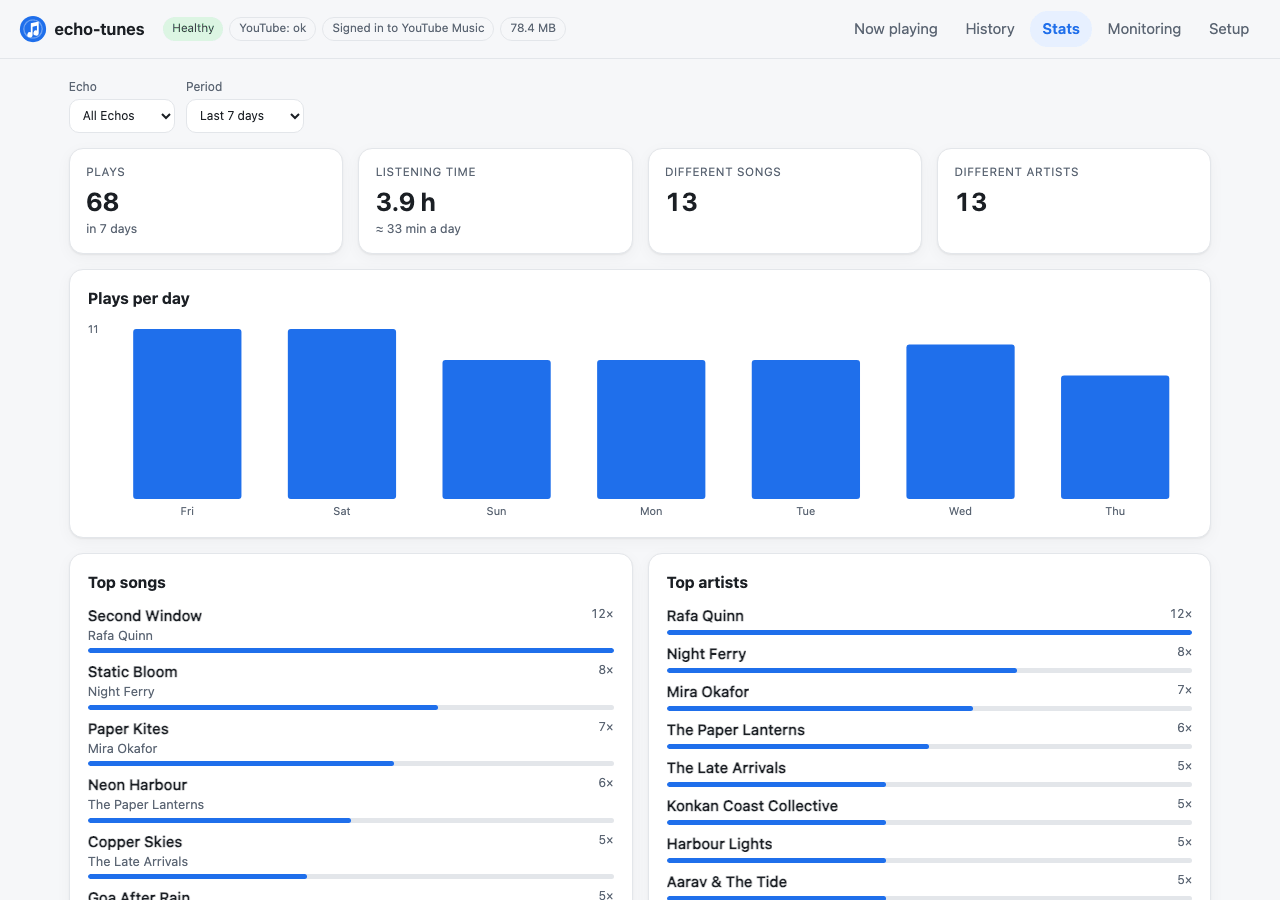 echo-tunes Healthy YouTube: ok Signed in to YouTube Music 78.4 MB Now playing History Stats Monitoring Setup
Echo Period
All Echos Last 7 days
PLAYS LISTENING TIME DIFFERENT SONGS DIFFERENT ARTISTS
68 3.9 h 13 13
in 7 days ≈ 33 min a day
Plays per day
11
Fri Sat Sun Mon Tue Wed Thu
Top songs
Second Window 12×
Rafa Quinn
Static Bloom 8×
Night Ferry
Paper Kites 7×
Mira Okafor
Neon Harbour 6×
The Paper Lanterns
Copper Skies 5×
The Late Arrivals
Goa After Rain 5×
Top artists
Rafa Quinn 12×
Night Ferry 8×
Mira Okafor 7×
The Paper Lanterns 6×
The Late Arrivals 5×
Konkan Coast Collective 5×
Harbour Lights 5×
Aarav & The Tide 5×